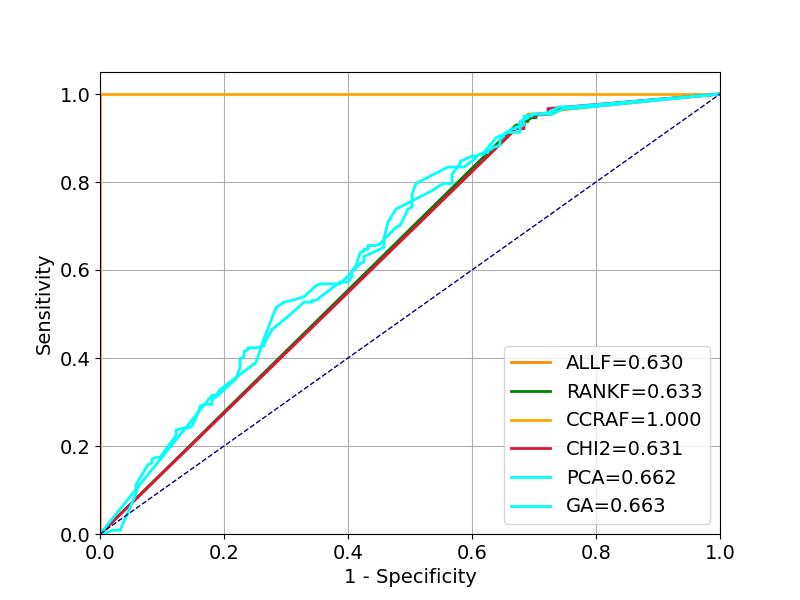 1.0
0.8
0.6
0.4
0.2
0.0
Sensitivity
0.0 0.2 0.4 0.6 0.8 1.0
1 - Specificity
ALLF=0.630
RANKF=0.633
CCRAF=1.000
CHI2=0.631
PCA=0.662
GA=0.663